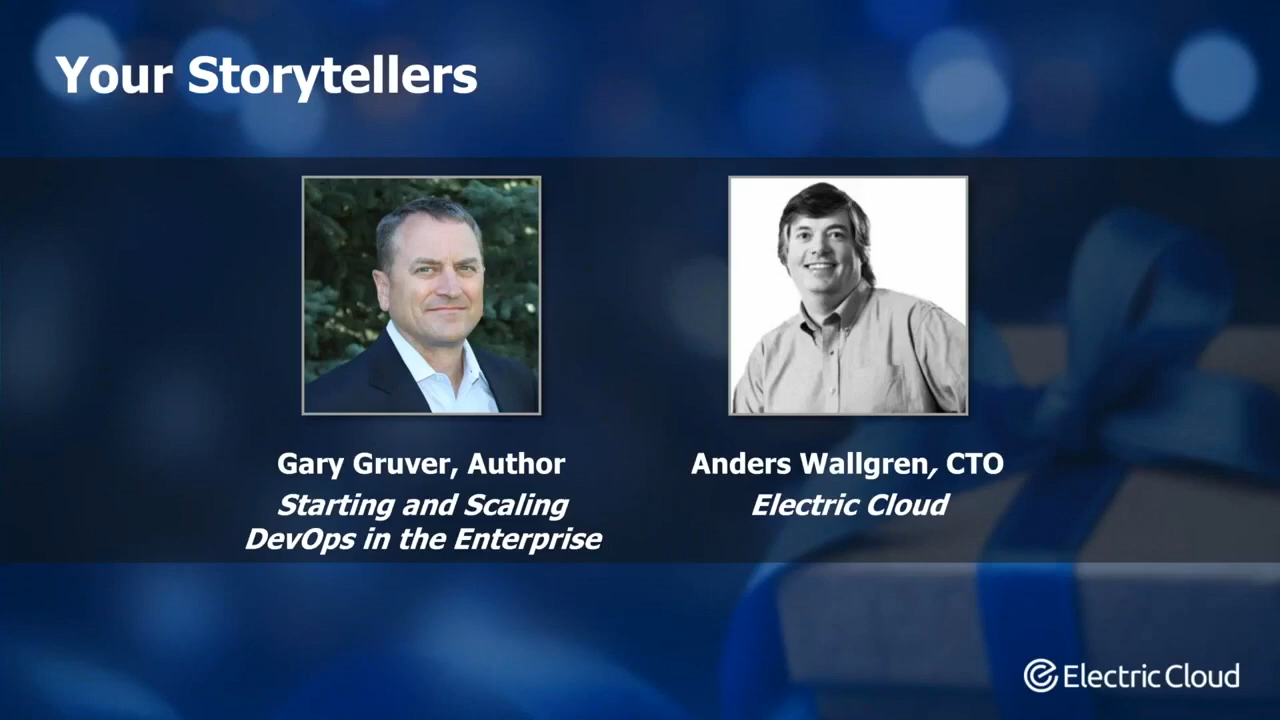 Your Storytellers
Gary Gruver, Author
Starting and Scaling
DevOps in the Enterprise
Anders Wallgren, CTO
Electric Cloud
Electric Cloud